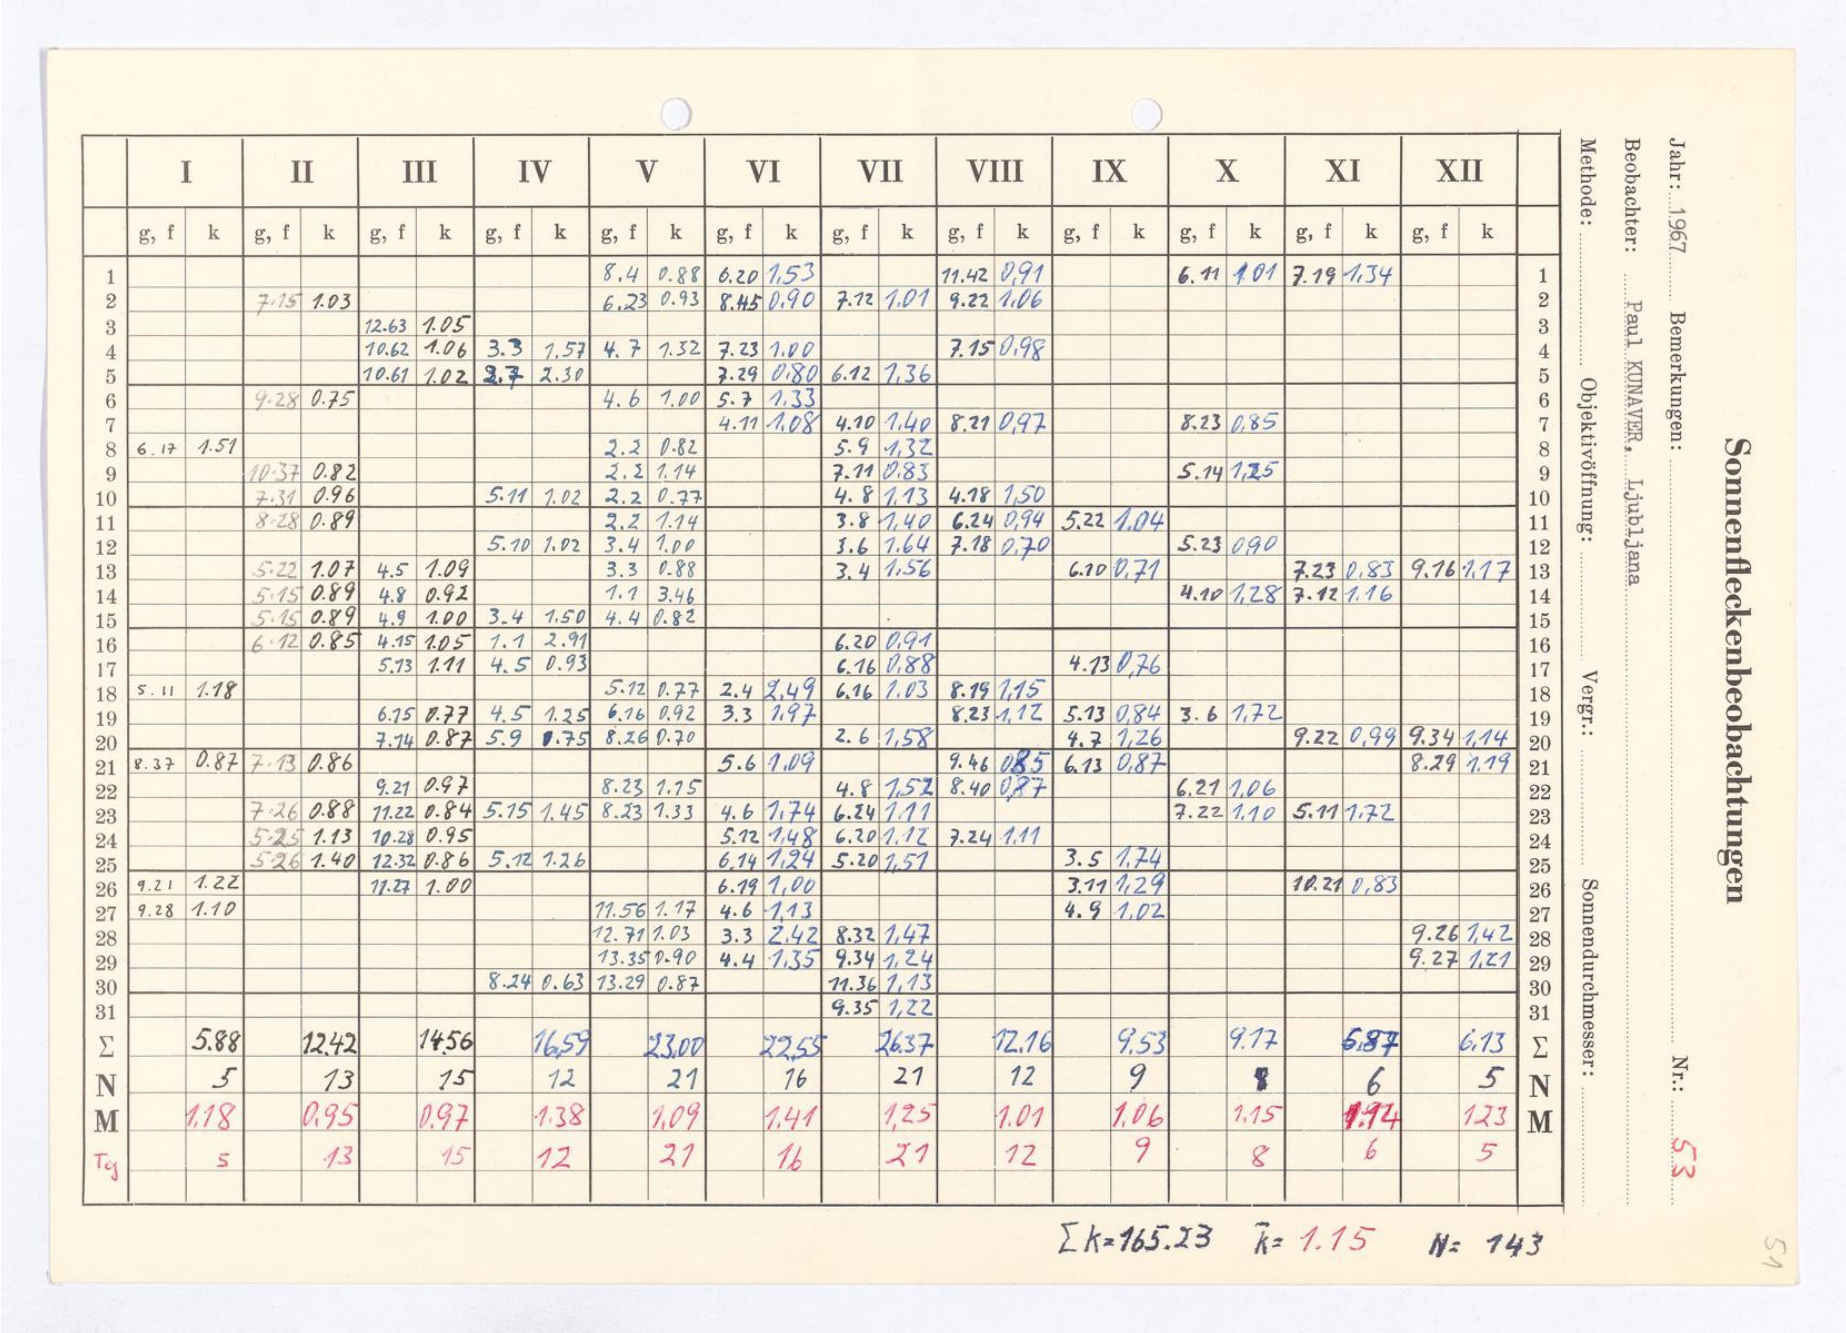 I II III IV V VI VII VIII IX X XI XII
g, f k g, f k g, f k g, f k g, f k g, f k g, f k g, f k g, f k g, f k g, f k g, f k
1 8.4 0.88 6.20 1,53 11.42 0,91 6.11 1.01 7.19 1,34 1
2 7.15 1.03 6.23 0.93 8.45 0,90 7.12 1,01 9.22 1,06 2
3 12.63 1.05 3
4 10.62 1.06 3.3 1.57 4.7 1.32 7.23 1,00 7.15 0,98 4
5 10.61 1.02 2.7 2.30 7.29 0,80 6.12 1,36 5
6 9.28 0.75 4.6 1.00 5.7 1,33 6
7 4.11 1,08 4.10 1,40 8.21 0,97 8.23 0,85 7
8 6.17 1.51 2.2 0.82 5.9 1,32 8
9 10.37 0.82 2.2 1.14 7.11 0,83 5.14 1,25 9
10 7.31 0.96 5.11 1.02 2.2 0.77 4.8 1,13 4.18 1,50 10
11 8.28 0.89 2.2 1.14 3.8 1,40 6.24 0,94 5.22 1,04 11
12 5.10 1.02 3.4 1.00 3.6 1,64 7.18 0,70 5.23 0,90 12
13 5.22 1.07 4.5 1.09 3.3 0.88 3.4 1,56 6.10 0,71 7.23 0,83 9.16 1,17 13
14 5.15 0.89 4.8 0.92 1.1 3.46 4.10 1,28 7.12 1,16 14
15 5.15 0.89 4.9 1.00 3.4 1.50 4.4 0.82 15
16 6.12 0.85 4.15 1.05 1.1 2.91 6.20 0,91 16
17 5.13 1.11 4.5 0.93 6.16 0,88 4.13 0,76 17
18 5.11 1.18 5.12 0.77 2.4 2,49 6.16 1,03 8.19 1,15 18
19 6.15 0.77 4.5 1.25 6.16 0.92 3.3 1,97 8.23 1,12 5.13 0,84 3.6 1,72 19
20 7.14 0.87 5.9 0.75 8.26 0.70 2.6 1,58 4.7 1,26 9.22 0,99 9.34 1,14 20
21 8.37 0.87 7.13 0.86 5.6 1,09 9.46 0,85 6.13 0,87 8.29 1,19 21
22 9.21 0.97 8.23 1.15 4.8 1,52 8.40 0,87 6.21 1,06 22
23 7.26 0.88 11.22 0.84 5.15 1.45 8.23 1.33 4.6 1,74 6.24 1,11 7.22 1,10 5.11 1,72 23
24 5.25 1.13 10.28 0.95 5.12 1,48 6.20 1,12 7.24 1,11 24
25 5.26 1.40 12.32 0.86 5.12 1.26 6.14 1,24 5.20 1,51 3.5 1,74 25
26 9.21 1.22 11.27 1.00 6.19 1,00 3.11 1,29 10.21 0,83 26
27 9.28 1.10 11.56 1.17 4.6 1,13 4.9 1,02 27
28 12.71 1.03 3.3 2,42 8.32 1,47 9.26 1,42 28
29 13.35 0.90 4.4 1,35 9.34 1,24 9.27 1,21 29
30 8.24 0.63 13.29 0.87 11.36 1,13 30
31 9.35 1,22 31
Σ 5.88 12.42 14.56 16,59 23,00 22,55 26.37 12.16 9,53 9.17 6.87 6,13 Σ
N 5 13 15 12 21 16 21 12 9 8 6 5 N
M 1.18 0.95 0.97 1.38 1,09 1.41 1,25 1.01 1,06 1.15 1.14 1.23 M
Tg 5 13 15 12 21 16 21 12 9 8 6 5
Σk=165.23 k̄= 1.15 N= 143
Sonnenfleckenbeobachtungen
Jahr: 1967 Bemerkungen: Nr.: 53
Beobachter: Paul KUNAVER, Ljubljana
Methode: Objektivöffnung: Vergr.: Sonnendurchmesser:
51